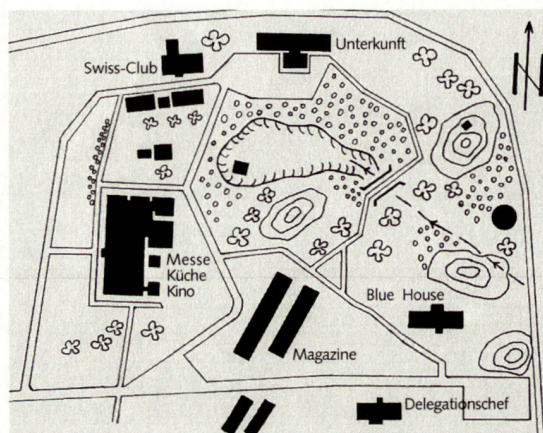 Unterkunft
Swiss-Club
N
Messe
Küche
Kino
Blue House
Magazine
Delegationschef